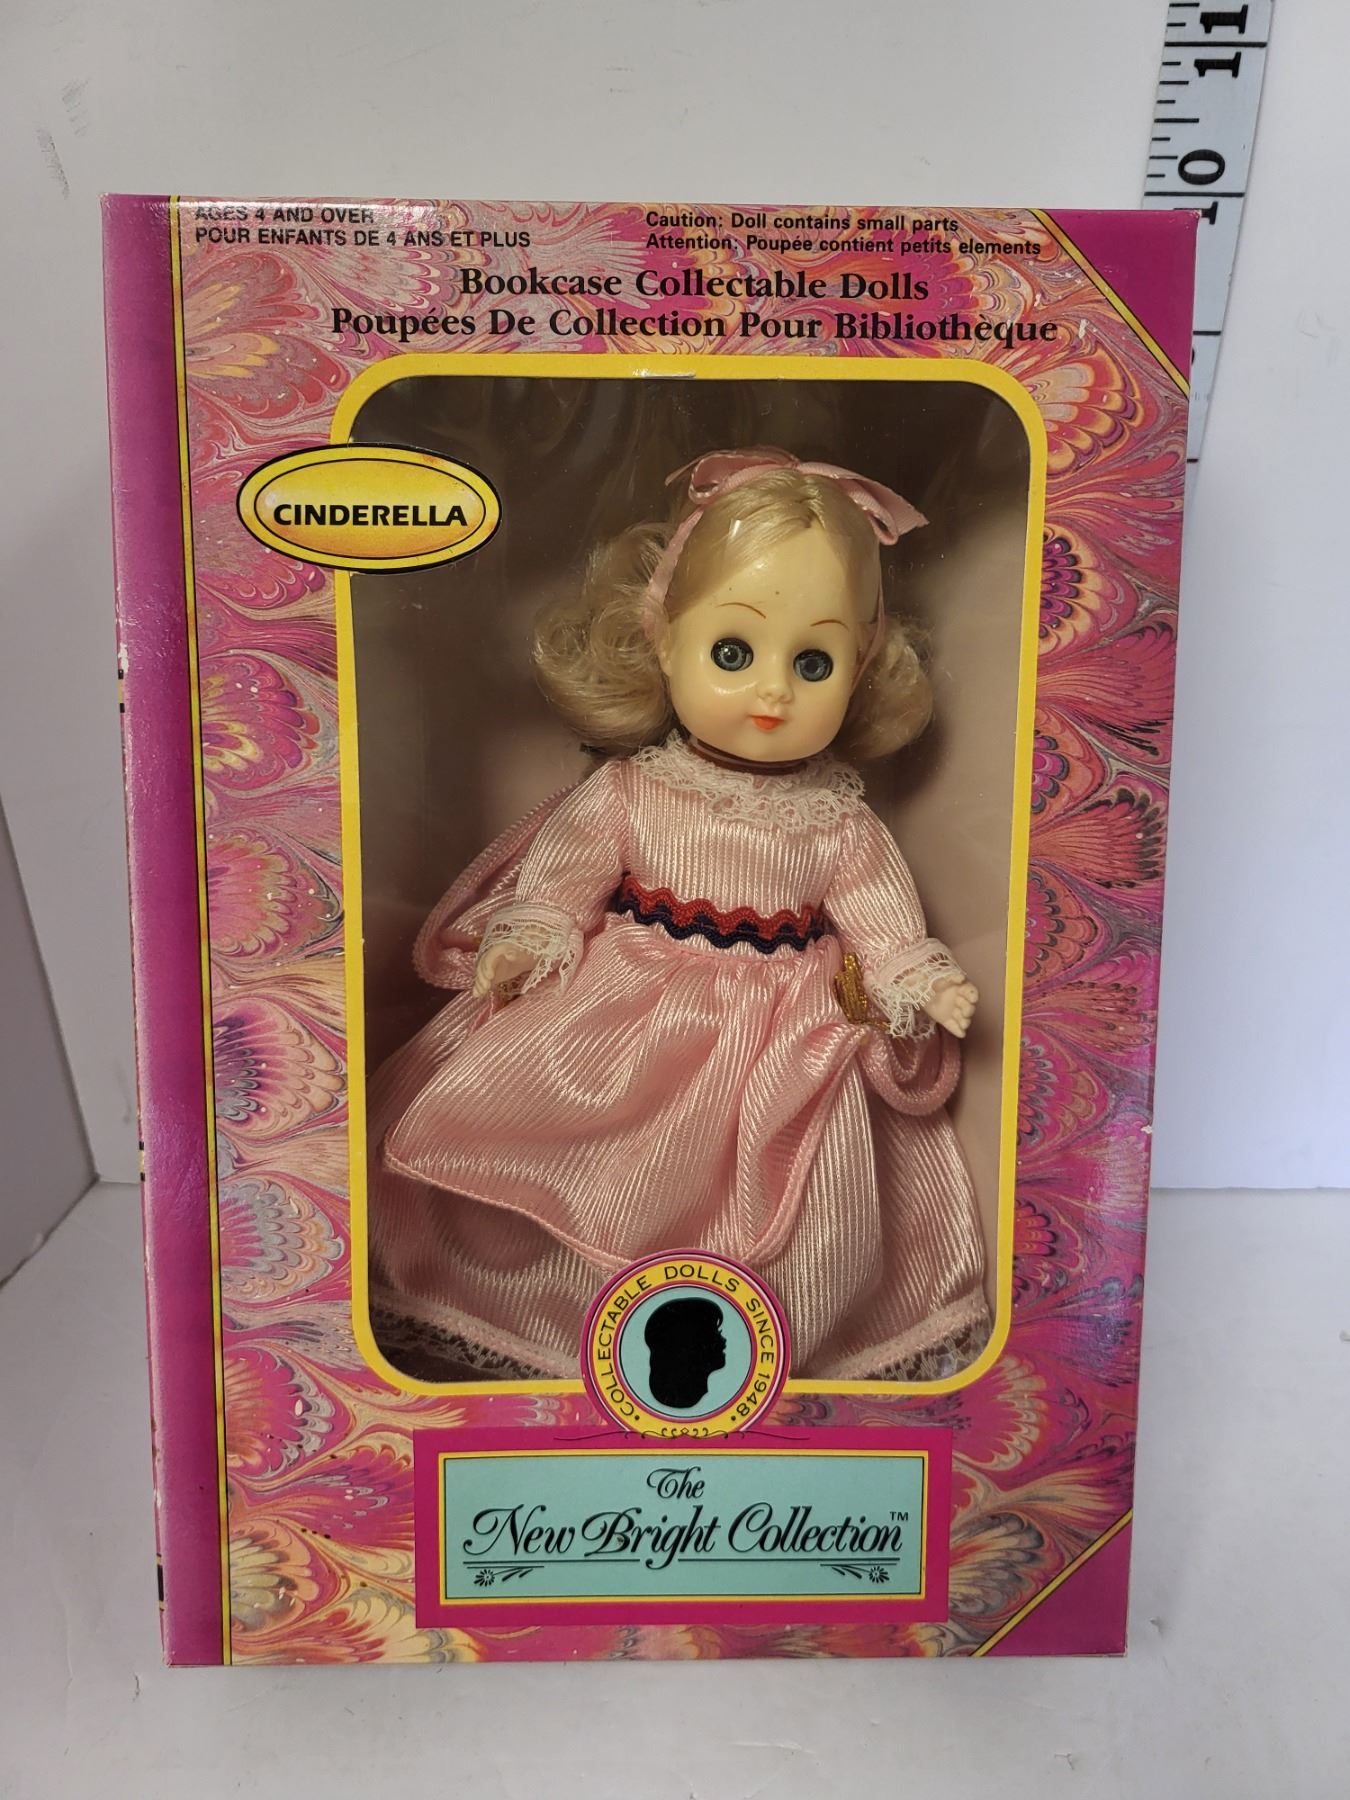 11
10
AGES 4 AND OVER
POUR ENFANTS DE 4 ANS ET PLUS
Caution: Doll contains small parts
Attention: Poupée contient petits elements
Bookcase Collectable Dolls
Poupées De Collection Pour Bibliothèque
CINDERELLA
•COLLECTABLE DOLLS SINCE 1948•
The
New Bright Collection™